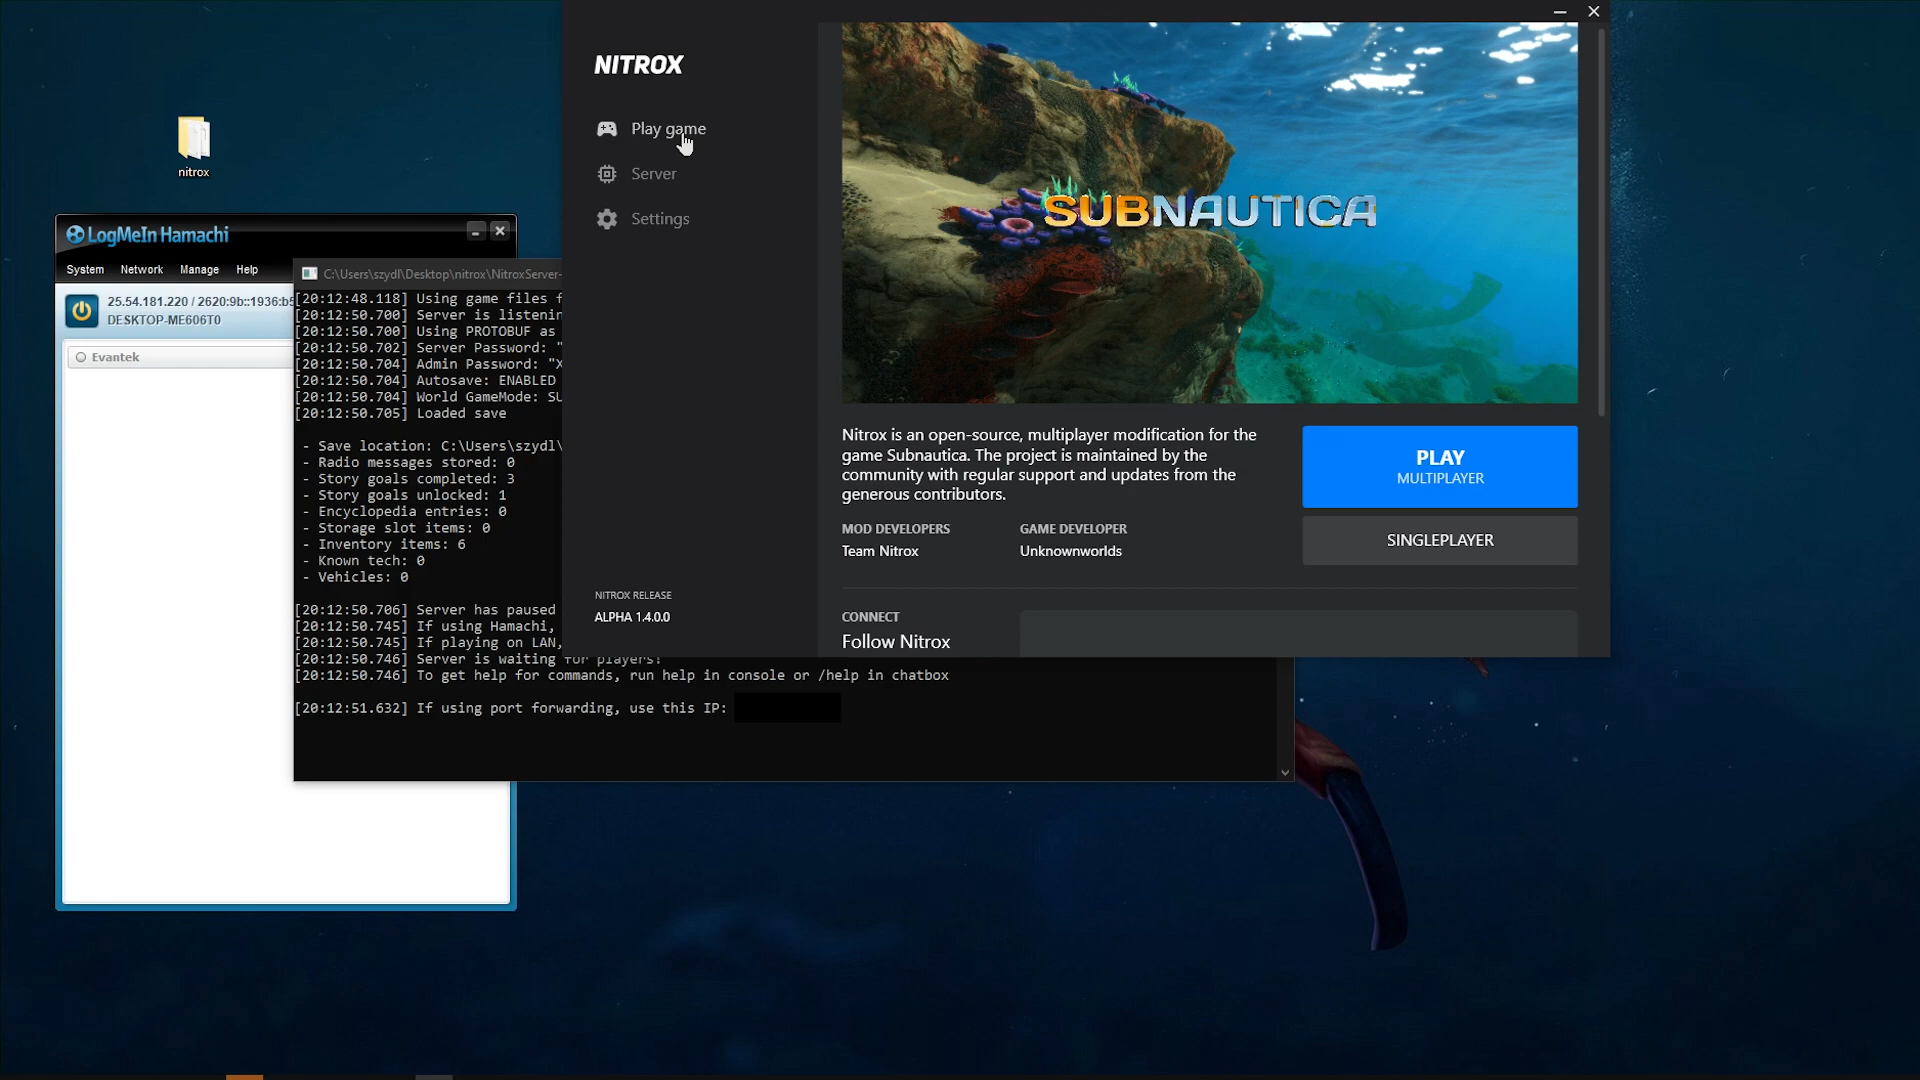 nitrox
LogMeIn Hamachi
System Network Manage Help
25.54.181.220 / 2620:9b::1936:b5
DESKTOP-ME606T0
Evantek
C:\Users\szydl\Desktop\nitrox\NitroxServer-
[20:12:48.118] Using game files f
[20:12:50.700] Server is listenin
[20:12:50.700] Using PROTOBUF as
[20:12:50.702] Server Password: "
[20:12:50.704] Admin Password: "X
[20:12:50.704] Autosave: ENABLED
[20:12:50.704] World GameMode: SU
[20:12:50.705] Loaded save
- Save location: C:\Users\szydl\
- Radio messages stored: 0
- Story goals completed: 3
- Story goals unlocked: 1
- Encyclopedia entries: 0
- Storage slot items: 0
- Inventory items: 6
- Known tech: 0
- Vehicles: 0
[20:12:50.706] Server has paused
[20:12:50.745] If using Hamachi,
[20:12:50.745] If playing on LAN,
[20:12:50.746] Server is waiting for players!
[20:12:50.746] To get help for commands, run help in console or /help in chatbox
[20:12:51.632] If using port forwarding, use this IP:
NITROX
Play game
Server
Settings
NITROX RELEASE
ALPHA 1.4.0.0
SUBNAUTICA
Nitrox is an open-source, multiplayer modification for the
game Subnautica. The project is maintained by the
community with regular support and updates from the
generous contributors.
MOD DEVELOPERS
Team Nitrox
GAME DEVELOPER
Unknownworlds
PLAY
MULTIPLAYER
SINGLEPLAYER
CONNECT
Follow Nitrox